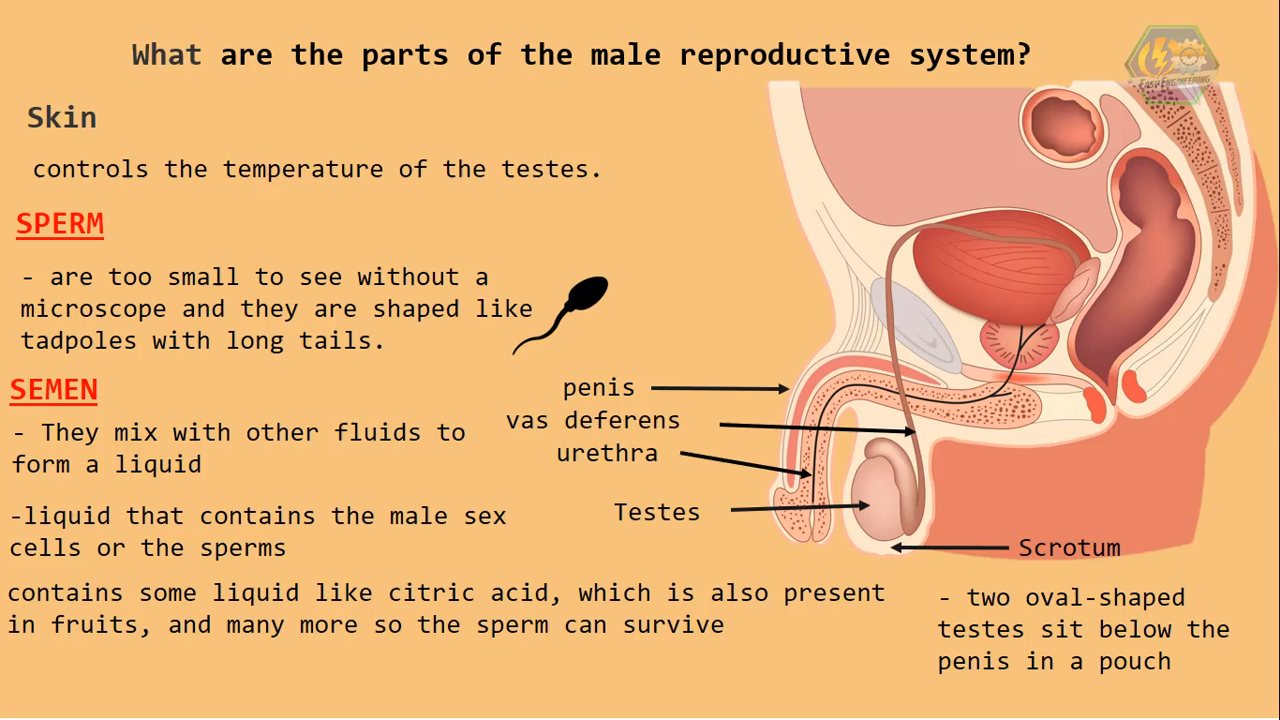 What are the parts of the male reproductive system?
EASY ENGINEERING
Skin
controls the temperature of the testes.
SPERM
- are too small to see without a
microscope and they are shaped like
tadpoles with long tails.
SEMEN
- They mix with other fluids to
form a liquid
-liquid that contains the male sex
cells or the sperms
contains some liquid like citric acid, which is also present
in fruits, and many more so the sperm can survive
penis
vas deferens
urethra
Testes
Scrotum
- two oval-shaped
testes sit below the
penis in a pouch